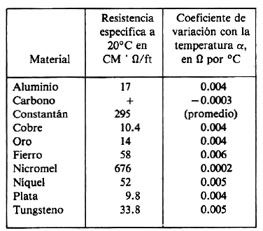 Material Resistencia específica a 20°C en CM · Ω/ft Coeficiente de variación con la temperatura α, en Ω por °C
Aluminio 17 0.004
Carbono + −0.0003
Constantán 295 (promedio)
Cobre 10.4 0.004
Oro 14 0.004
Fierro 58 0.006
Nicromel 676 0.0002
Níquel 52 0.005
Plata 9.8 0.004
Tungsteno 33.8 0.005